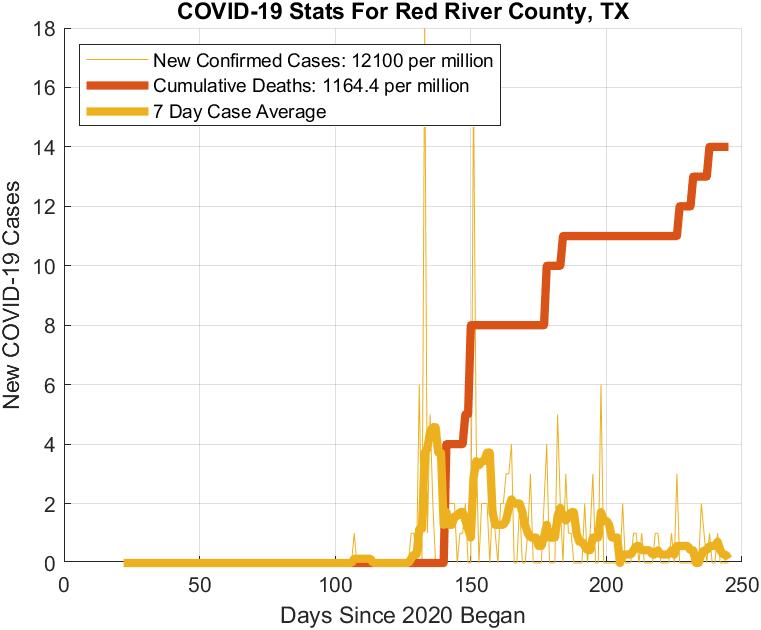 COVID-19 Stats For Red River County, TX
18
16
14
12
10
8
6
4
2
0
New COVID-19 Cases
New Confirmed Cases: 12100 per million
Cumulative Deaths: 1164.4 per million
7 Day Case Average
0 50 100 150 200 250
Days Since 2020 Began